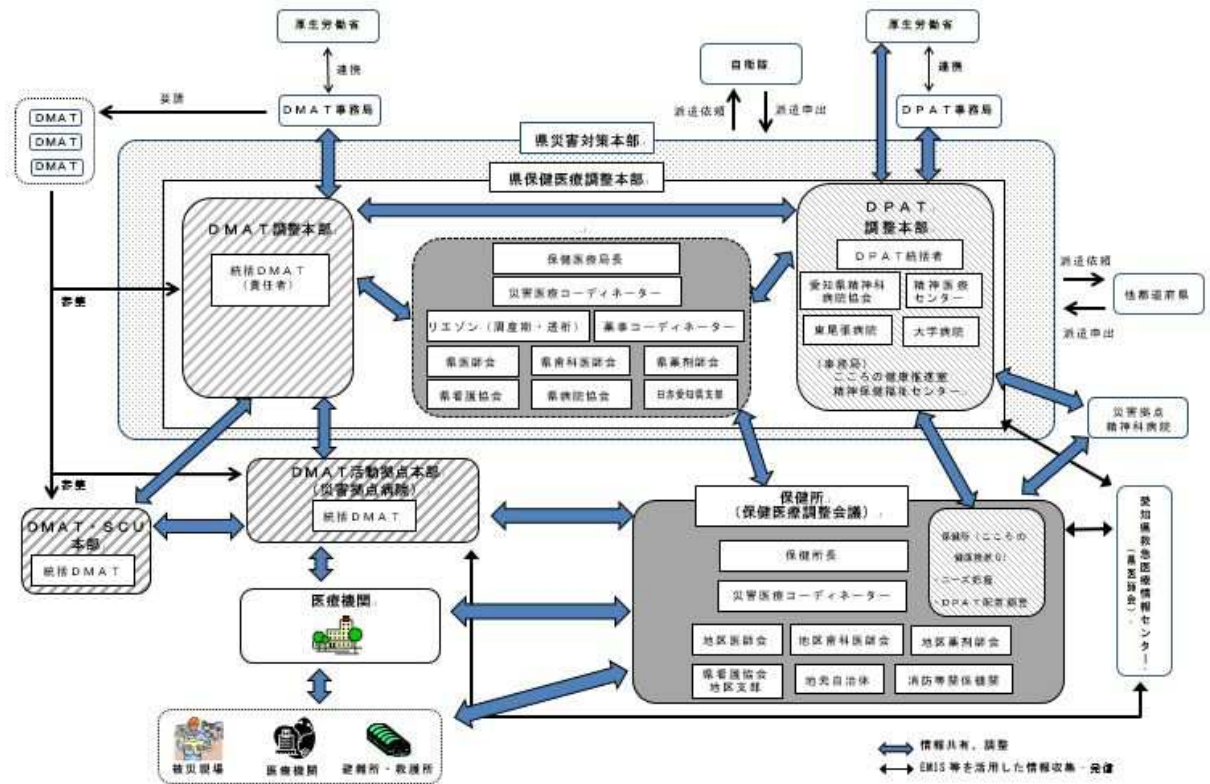 厚生労働省
厚生労働省
連携
自衛隊
連携
要請
DMAT事務局
派遣依頼
派遣申出
DPAT事務局
DMAT
DMAT
DMAT
県災害対策本部
県保健医療調整本部
DMAT調整本部
統括DMAT
(責任者)
保健医療局長
災害医療コーディネーター
リエゾン(周産期・透析)
薬事コーディネーター
県医師会
県歯科医師会
県薬剤師会
県看護協会
県病院協会
日赤愛知県支部
DPAT
調整本部
DPAT統括者
愛知県精神科
病院協会
精神医療
センター
東尾張病院
大学病院
(事務局)
こころの健康推進室
精神保健福祉センター
派遣依頼
他都道府県
派遣申出
参集
災害拠点
精神科病院
参集
DMAT活動拠点本部
(災害拠点病院)
統括DMAT
DMAT・SCU
本部
統括DMAT
医療機関
保健所
(保健医療調整会議)
保健所長
災害医療コーディネーター
地区医師会
地区歯科医師会
地区薬剤師会
県看護協会
地区支部
地元自治体
消防等関係機関
保健所(こころの
・ニーズ把握
愛知県救急医療情報センター
(県医師会)
被災現場
医療機関
避難所・救護所
情報共有、調整
EMIS等を活用した情報収集・発信